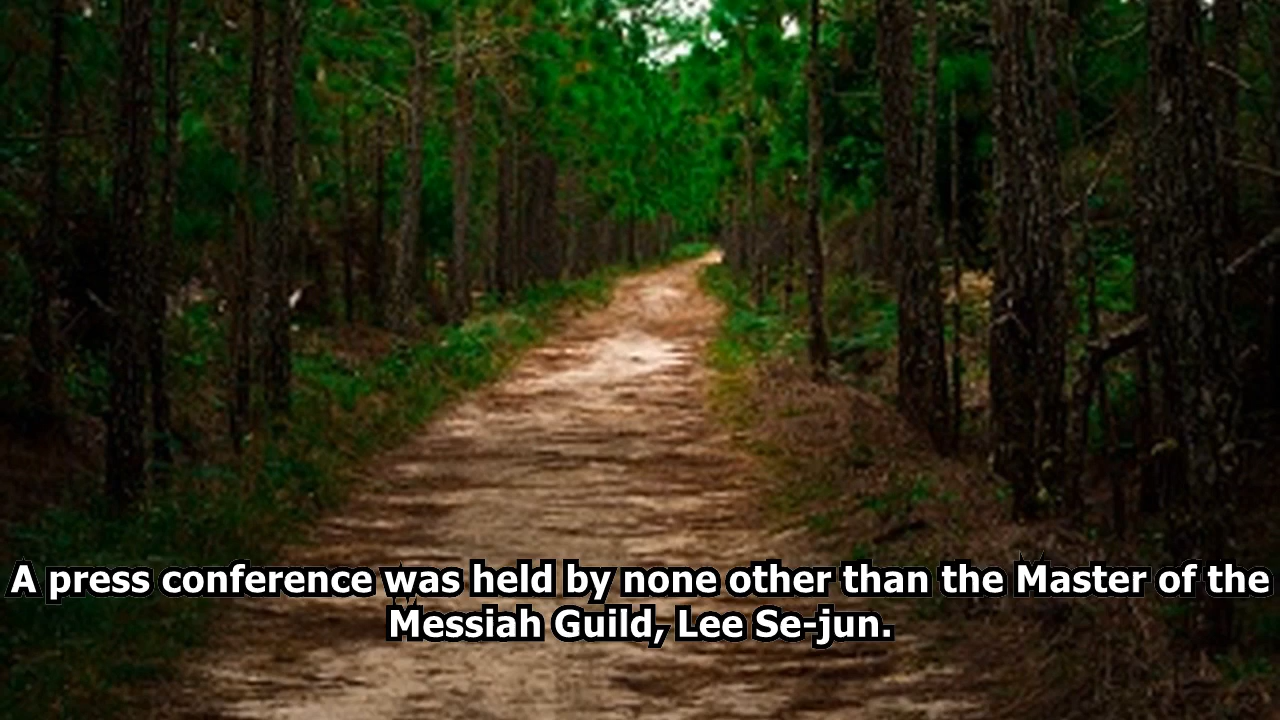 A press conference was held by none other than the Master of the
Messiah Guild, Lee Se-jun.